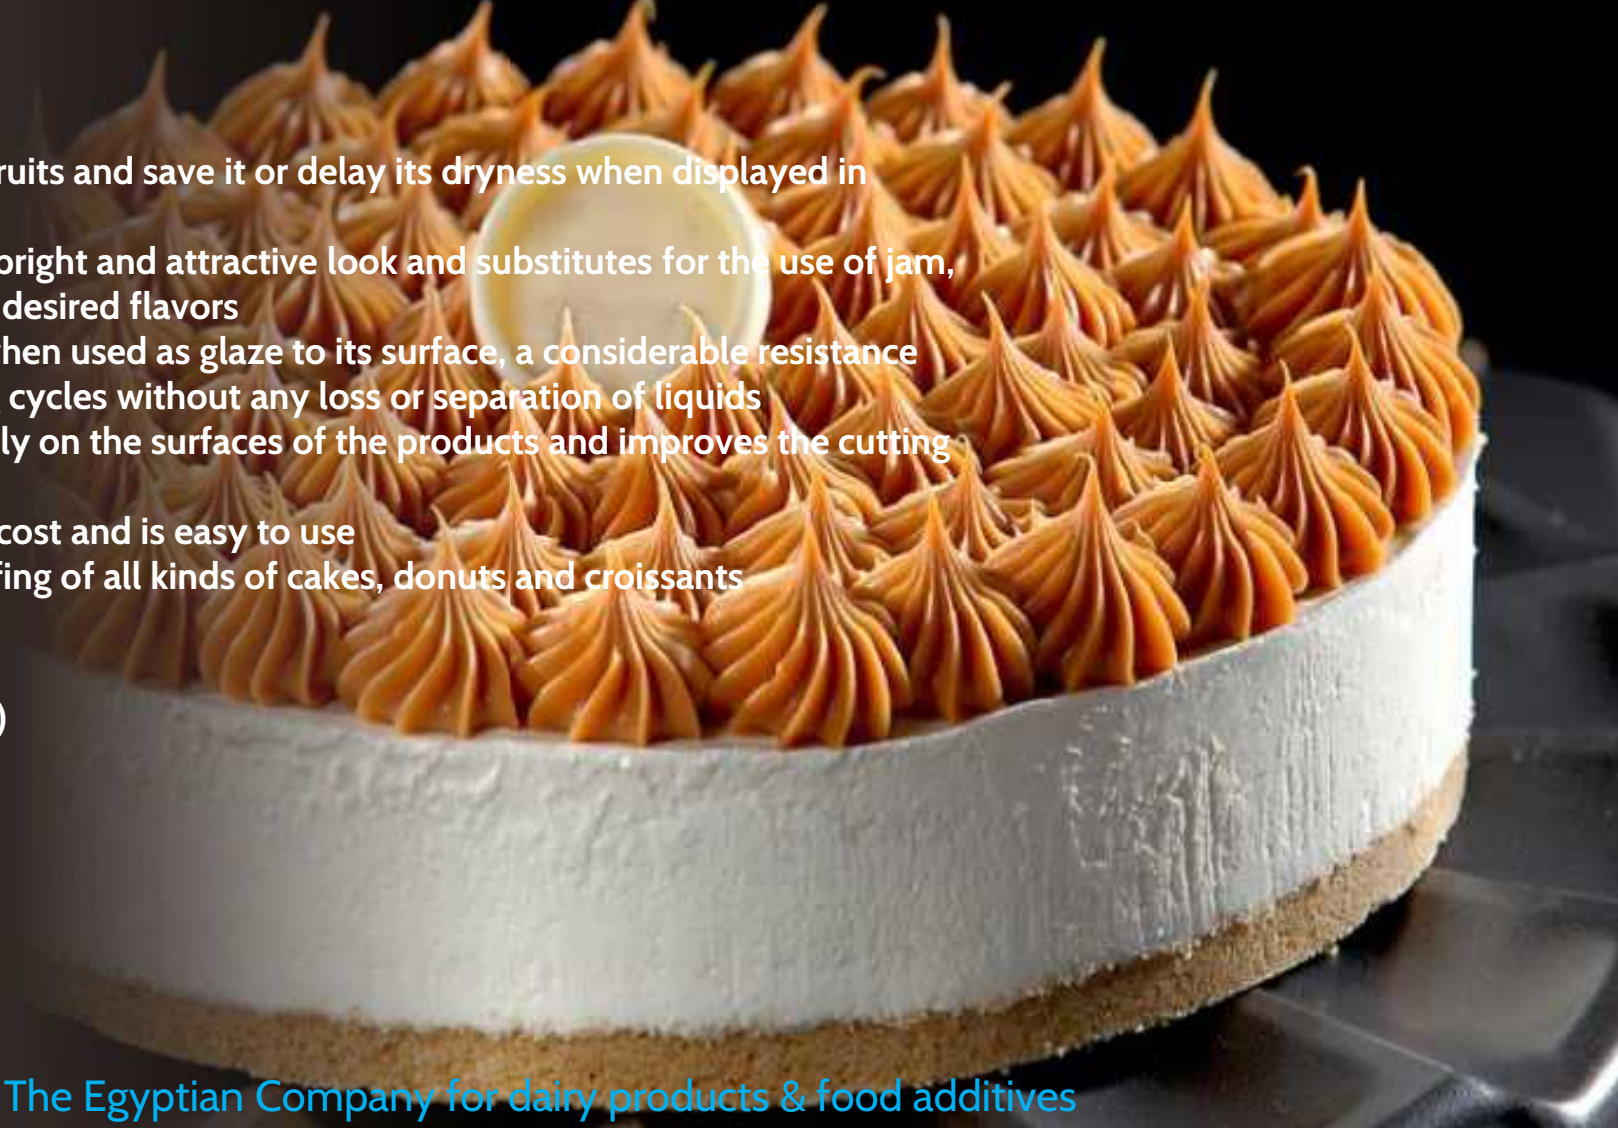 ruits and save it or delay its dryness when displayed in
bright and attractive look and substitutes for the use of jam,
desired flavors
hen used as glaze to its surface, a considerable resistance
cycles without any loss or separation of liquids
ly on the surfaces of the products and improves the cutting
cost and is easy to use
fing of all kinds of cakes, donuts and croissants
)
The Egyptian Company for dairy products & food additives